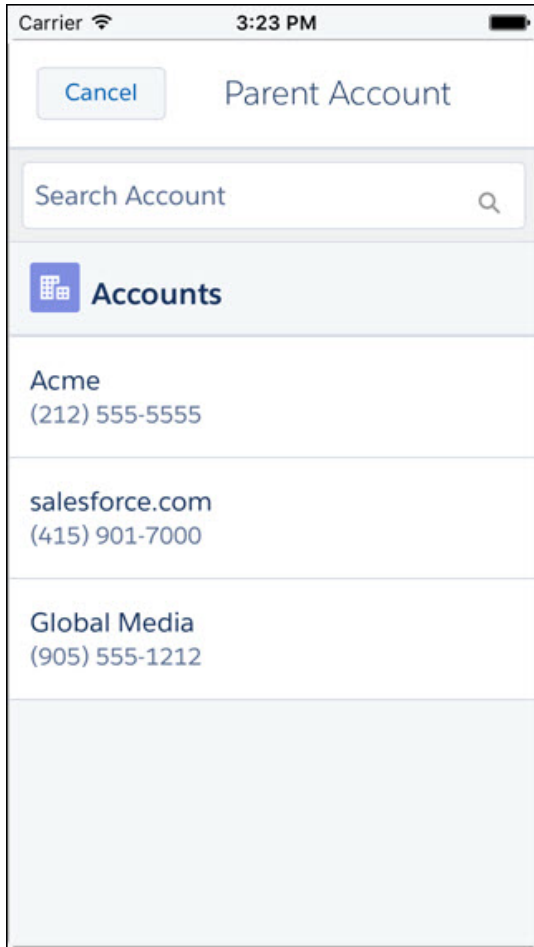 Carrier 3:23 PM
Cancel Parent Account
Search Account
Accounts
Acme
(212) 555-5555
salesforce.com
(415) 901-7000
Global Media
(905) 555-1212